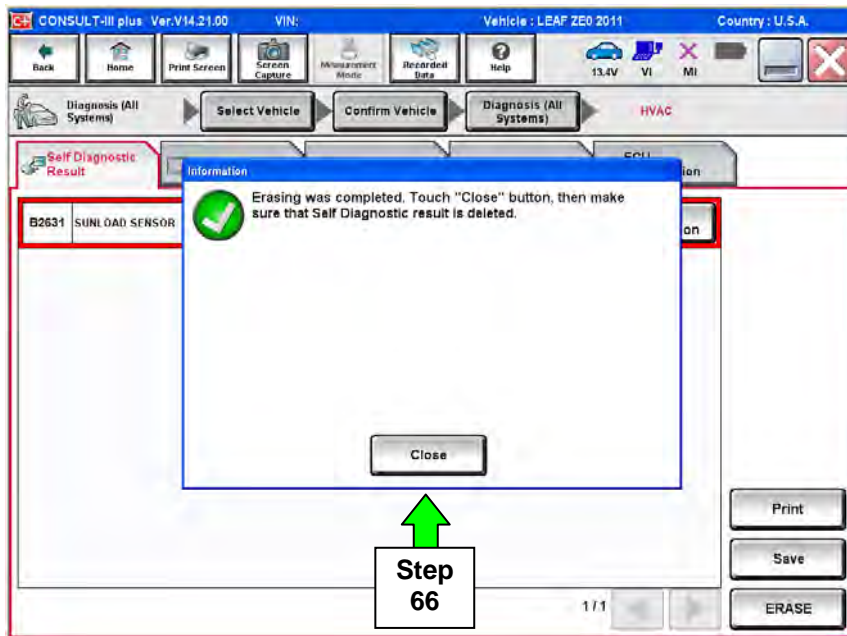 CONSULT-III plus Ver.V14.21.00 VIN: Vehicle : LEAF ZE0 2011 Country : U.S.A.
Back
Home
Print Screen
Screen
Capture
Measurement
Mode
Recorded
Data
Help
13.4V
VI
MI
Diagnosis (All
Systems)
Select Vehicle
Confirm Vehicle
Diagnosis (All
Systems)
HVAC
Self Diagnostic
Result
ECU
ion
Information
Erasing was completed. Touch "Close" button, then make
sure that Self Diagnostic result is deleted.
B2631 SUNLOAD SENSOR
on
Close
Step
66
Print
Save
1/1
ERASE